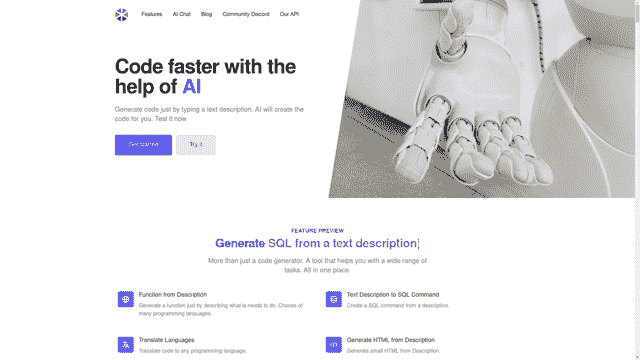 Features AI Chat Blog Community Discord Our API
Code faster with the
help of AI
Generate code just by typing a text description. AI will create the
code for you. Test it now
Get started Try it
FEATURE PREVIEW
Generate SQL from a text description
More than just a code generator. A tool that helps you with a wide range of
tasks. All in one place.
Function from Description
Generate a function just by describing what is needs to do. Choose of
many programming languages.
Text Description to SQL Command
Create a SQL command from a description.
Translate Languages
Translate code to any programming language.
Generate HTML from Description
Generate small HTML from Description.